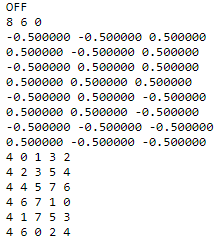 OFF
8 6 0
-0.500000 -0.500000 0.500000
0.500000 -0.500000 0.500000
-0.500000 0.500000 0.500000
0.500000 0.500000 0.500000
-0.500000 0.500000 -0.500000
0.500000 0.500000 -0.500000
-0.500000 -0.500000 -0.500000
0.500000 -0.500000 -0.500000
4 0 1 3 2
4 2 3 5 4
4 4 5 7 6
4 6 7 1 0
4 1 7 5 3
4 6 0 2 4